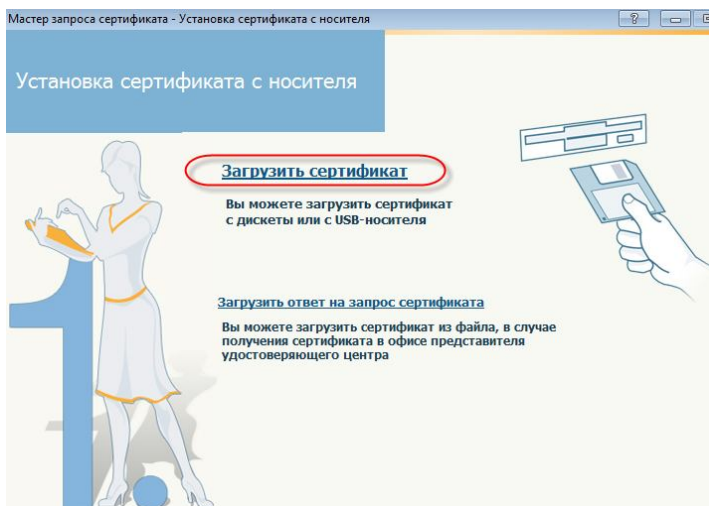 Мастер запроса сертификата - Установка сертификата с носителя
Установка сертификата с носителя
Загрузить сертификат
Вы можете загрузить сертификат
с дискеты или с USB-носителя
Загрузить ответ на запрос сертификата
Вы можете загрузить сертификат из файла, в случае
получения сертификата в офисе представителя
удостоверяющего центра